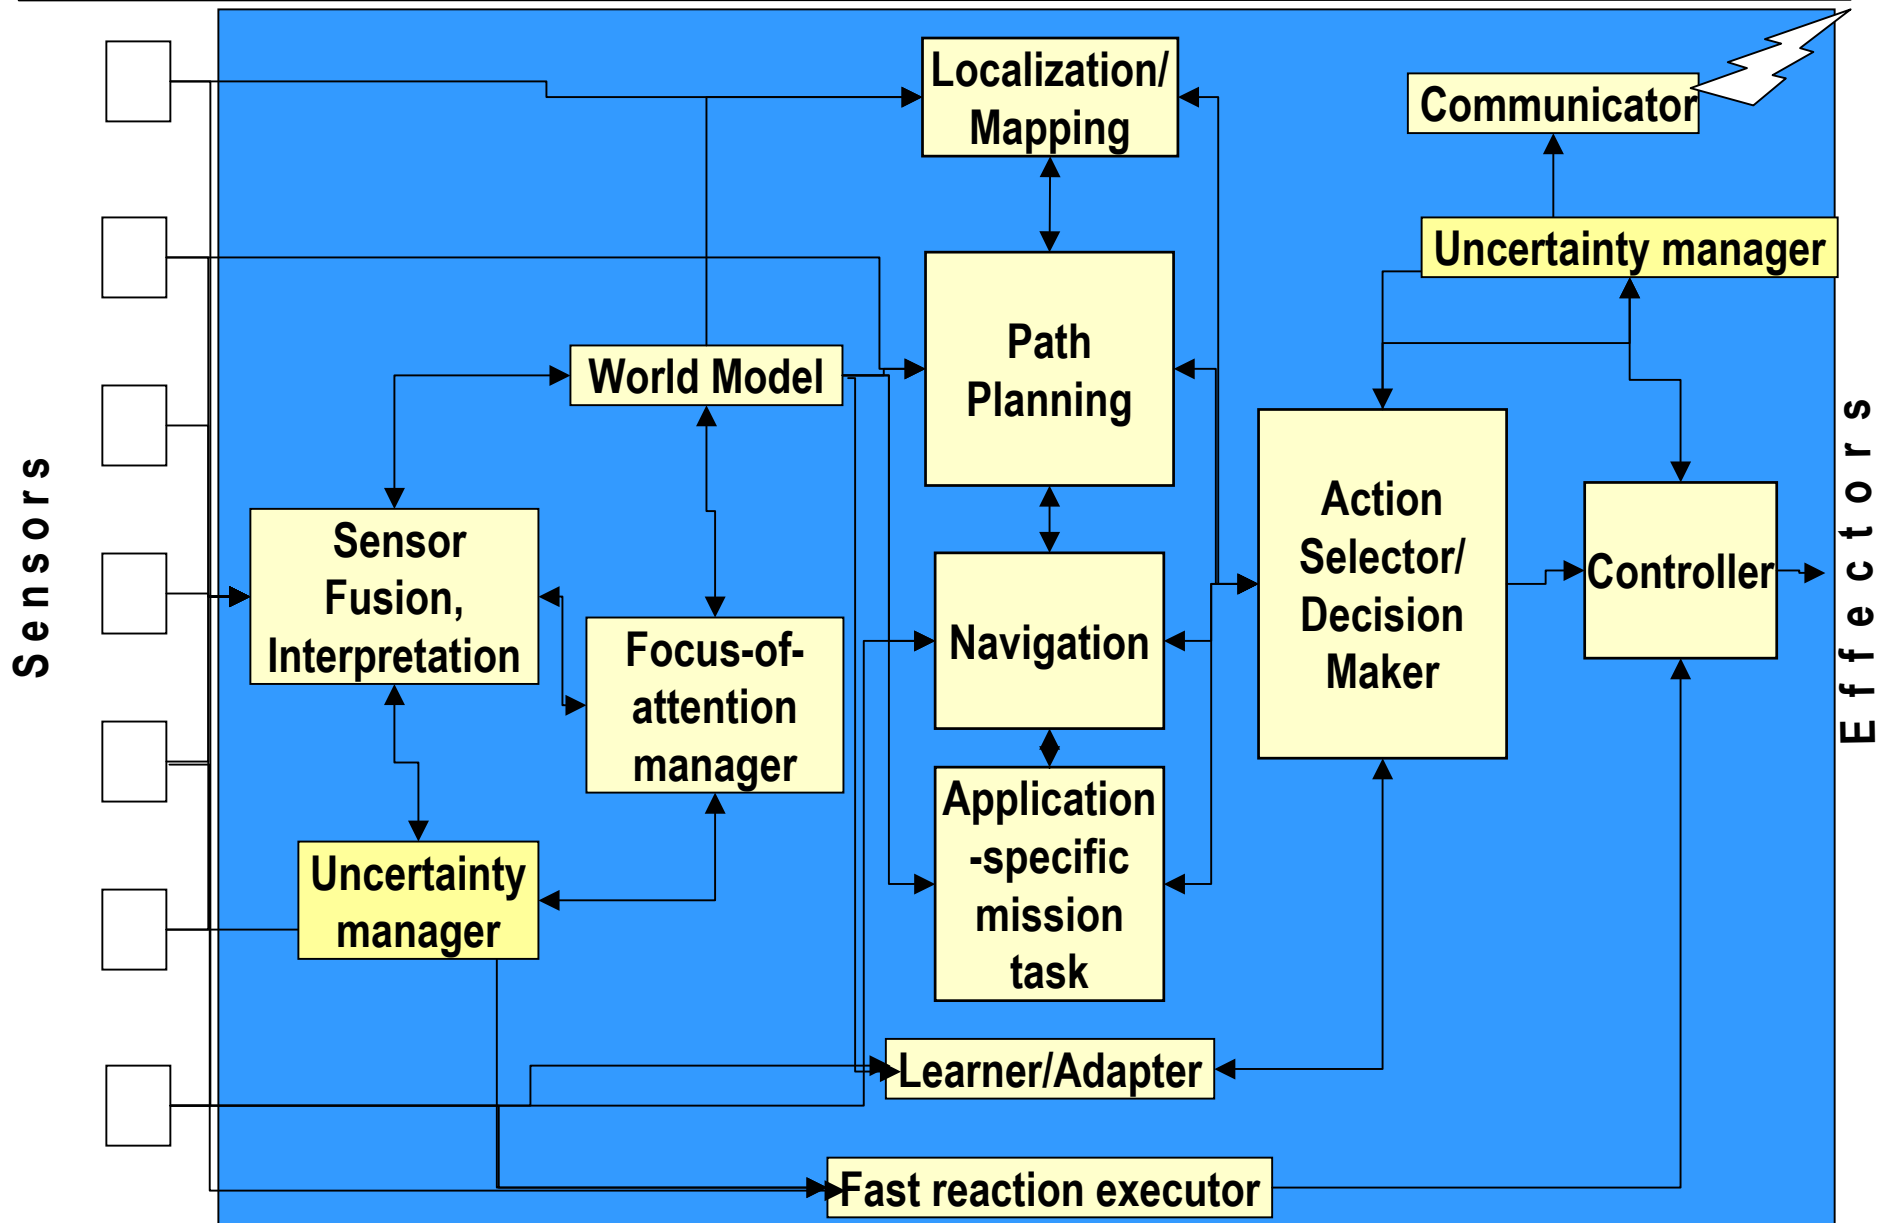 Sensors
Localization/
Mapping
Communicator
Uncertainty manager
World Model
Path
Planning
Sensor
Fusion,
Interpretation
Focus-of-
attention
manager
Uncertainty
manager
Navigation
Application
-specific
mission
task
Action
Selector/
Decision
Maker
Controller
Learner/Adapter
Fast reaction executor
Effectors